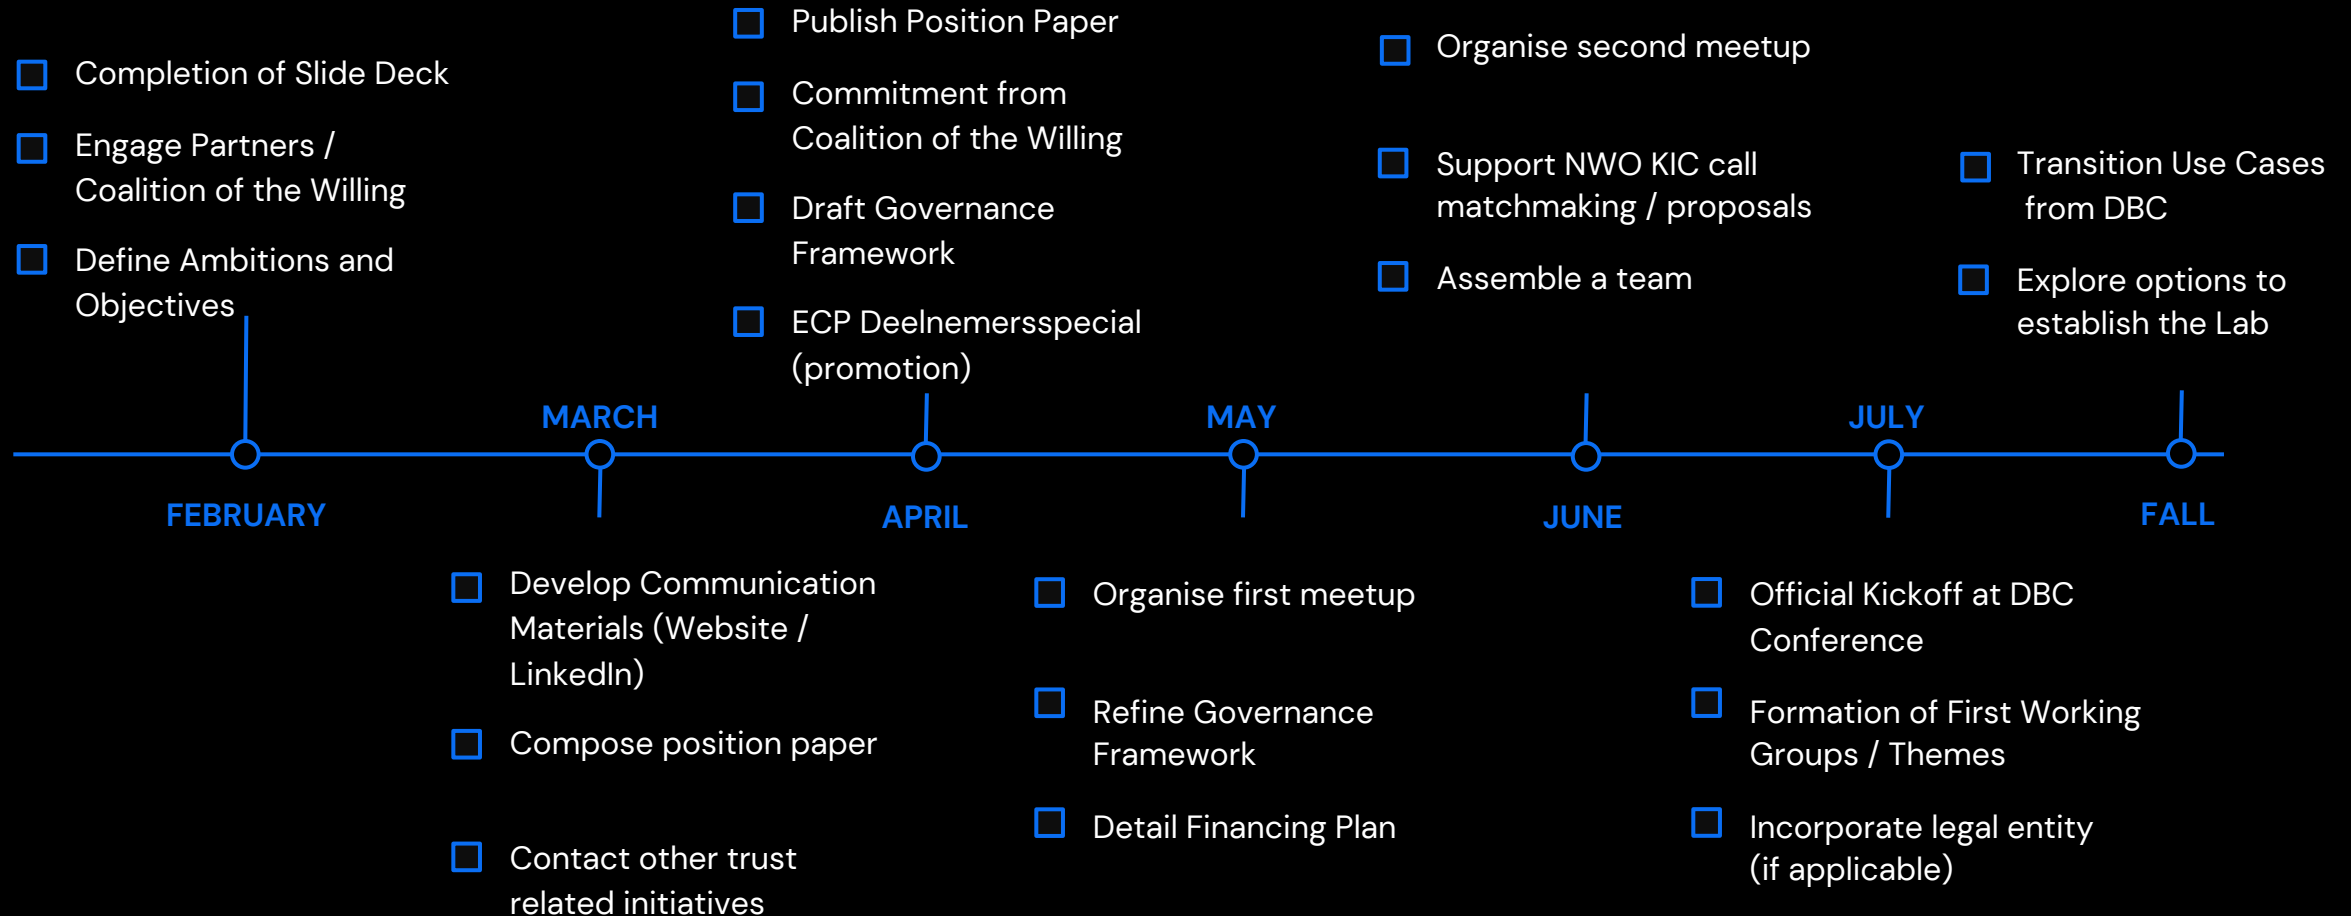 Completion of Slide Deck
Engage Partners /
Coalition of the Willing
Define Ambitions and
Objectives
FEBRUARY
MARCH
Develop Communication
Materials (Website /
LinkedIn)
Compose position paper
Contact other trust
related initiatives
Publish Position Paper
Commitment from
Coalition of the Willing
Draft Governance
Framework
ECP Deelnemersspecial
(promotion)
APRIL
MAY
Organise first meetup
Refine Governance
Framework
Detail Financing Plan
Organise second meetup
Support NWO KIC call
matchmaking / proposals
Assemble a team
JUNE
JULY
Official Kickoff at DBC
Conference
Formation of First Working
Groups / Themes
Incorporate legal entity
(if applicable)
Transition Use Cases
from DBC
Explore options to
establish the Lab
FALL